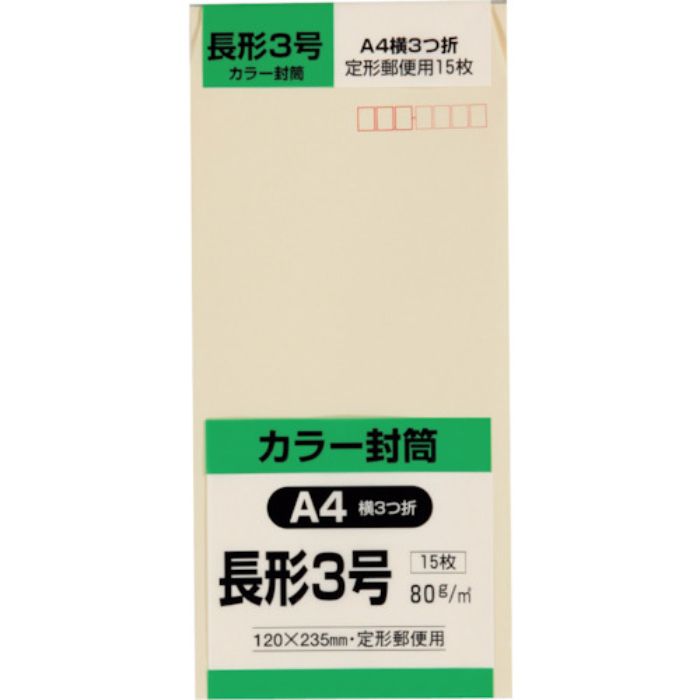 長形3号
カラー封筒
A4横3つ折
定形郵便用15枚
カラー封筒
A4 横3つ折
長形3号
15枚
80g/㎡
120×235mm・定形郵便用